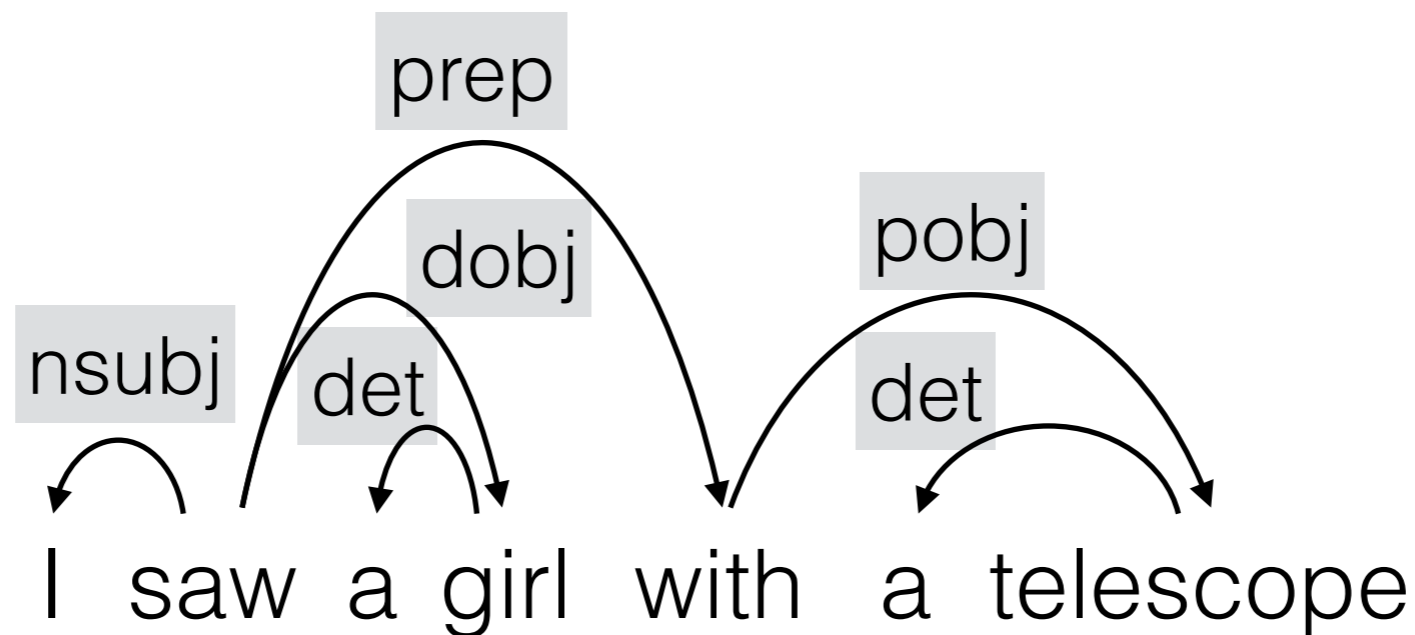 prep
dobj
pobj
nsubj
det
det
I saw a girl with a telescope